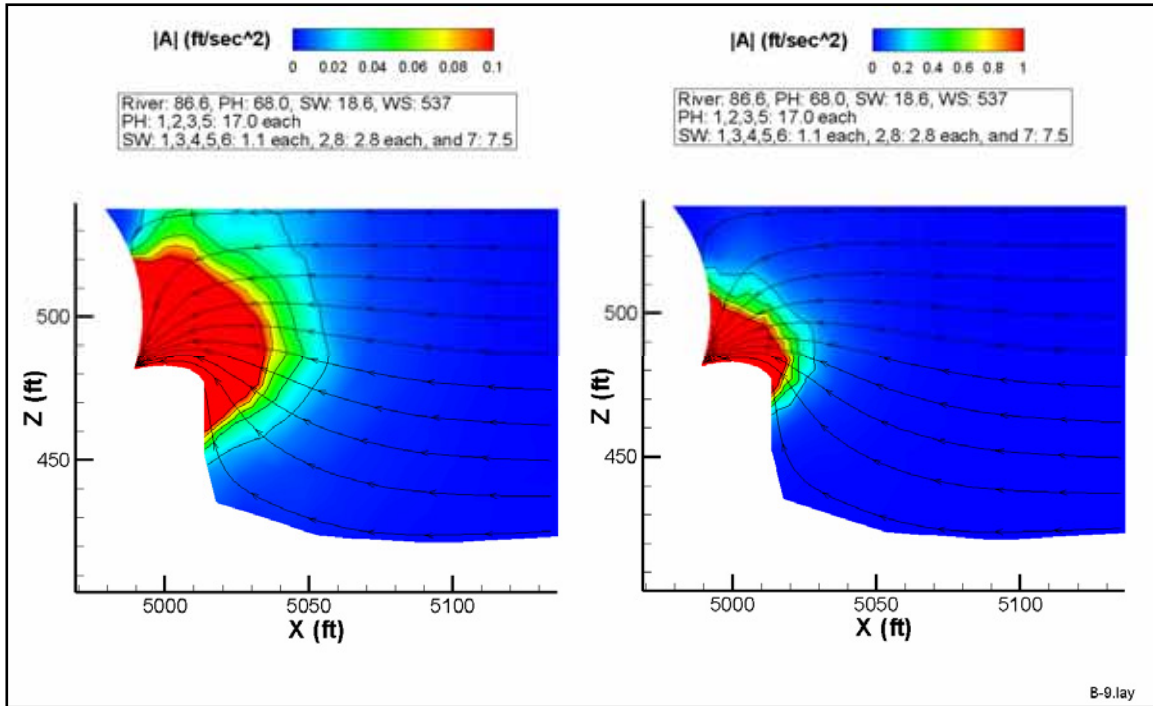 |A| (ft/sec^2)
0 0.02 0.04 0.06 0.08 0.1
River: 86.6, PH: 68.0, SW: 18.6, WS: 537
PH: 1,2,3,5: 17.0 each
SW: 1,3,4,5,6: 1.1 each, 2,8: 2.8 each, and 7: 7.5
Z (ft)
500
450
5000 5050 5100
X (ft)
|A| (ft/sec^2)
0 0.2 0.4 0.6 0.8 1
River: 86.6, PH: 68.0, SW: 18.6, WS: 537
PH: 1,2,3,5: 17.0 each
SW: 1,3,4,5,6: 1.1 each, 2,8: 2.8 each, and 7: 7.5
Z (ft)
500
450
5000 5050 5100
X (ft)
B-9.lay